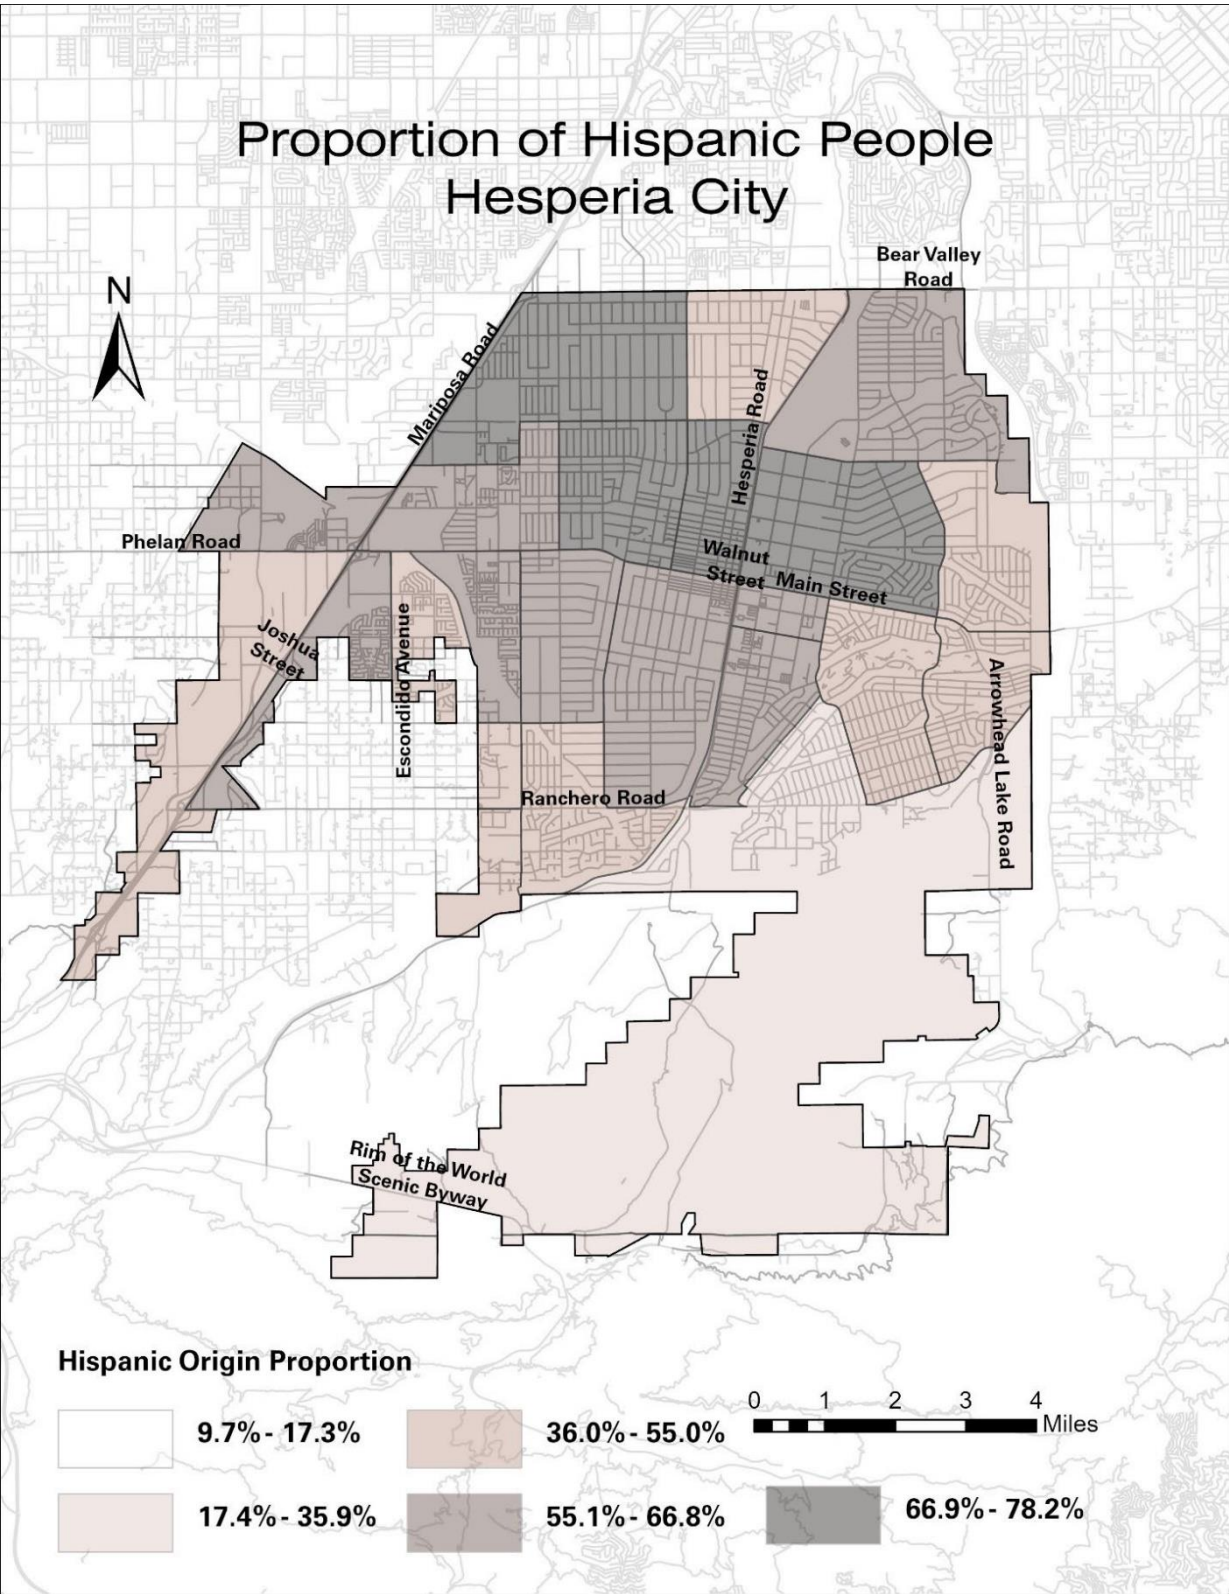 Proportion of Hispanic People
Hesperia City
Bear Valley
Road
N
Mariposa Road
Hesperia Road
Phelan Road
Walnut
Street
Main Street
Joshua
Street
Escondido Avenue
Arrowhead Lake Road
Ranchero Road
Rim of the World
Scenic Byway
Hispanic Origin Proportion
9.7% - 17.3%
36.0% - 55.0%
0 1 2 3 4
Miles
17.4% - 35.9%
55.1% - 66.8%
66.9% - 78.2%